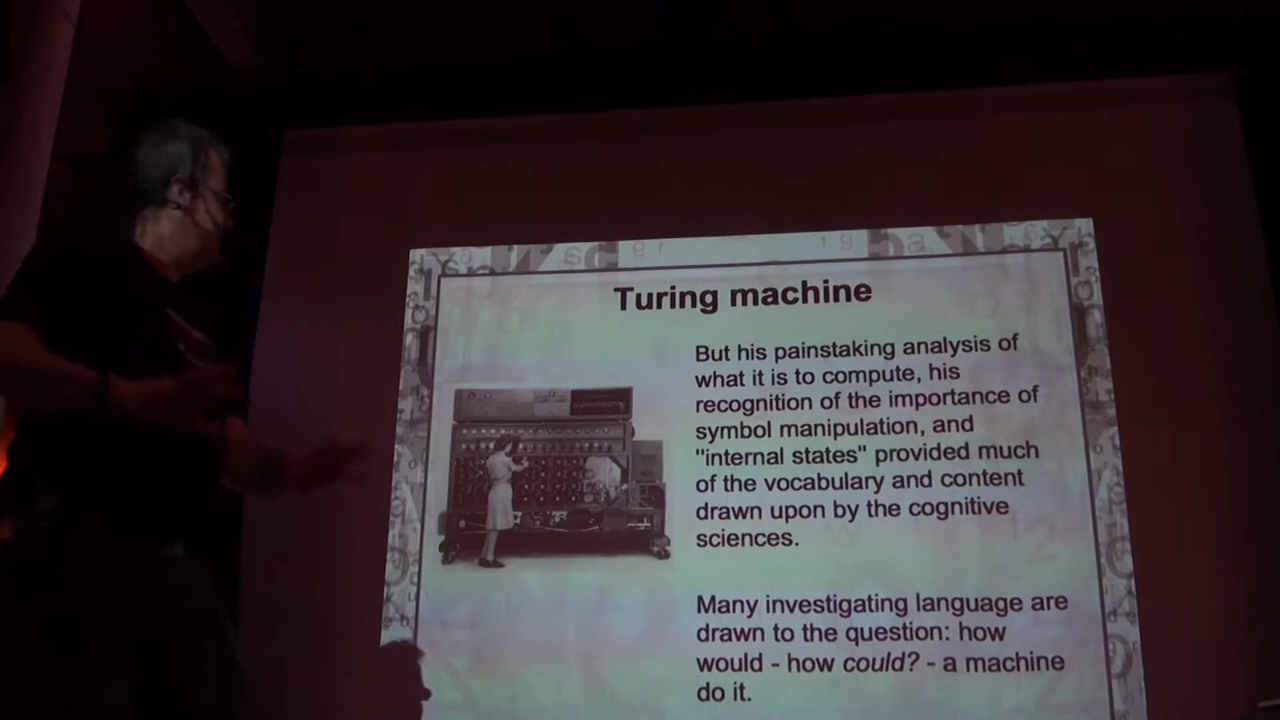 Turing machine
But his painstaking analysis of
what it is to compute, his
recognition of the importance of
symbol manipulation, and
"internal states" provided much
of the vocabulary and content
drawn upon by the cognitive
sciences.
Many investigating language are
drawn to the question: how
would - how could? - a machine
do it.